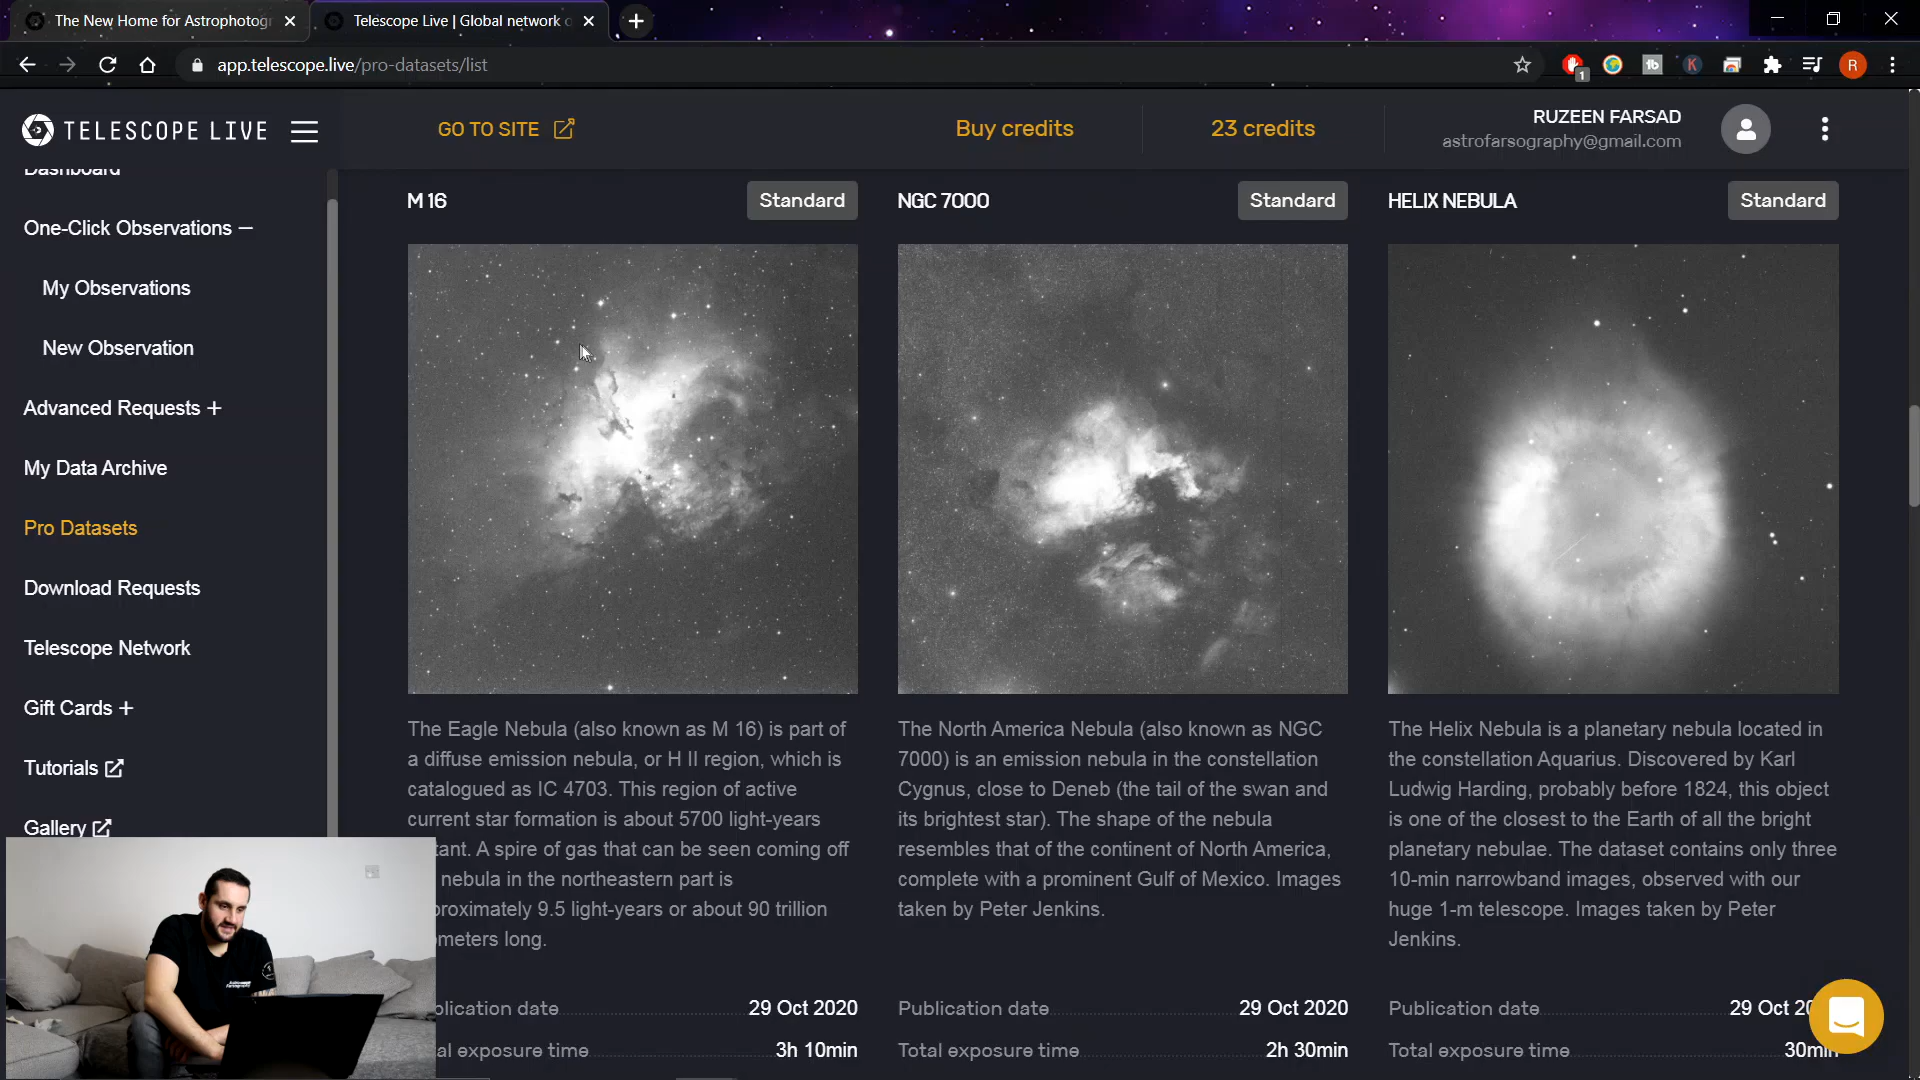 The New Home for Astrophotogr
Telescope Live | Global network o
app.telescope.live/pro-datasets/list
1
tb
K
R
TELESCOPE LIVE
GO TO SITE
Buy credits
23 credits
RUZEEN FARSAD
astrofarsography@gmail.com
Dashboard
One-Click Observations –
My Observations
New Observation
Advanced Requests +
My Data Archive
Pro Datasets
Download Requests
Telescope Network
Gift Cards +
Tutorials
Gallery
M 16
Standard
The Eagle Nebula (also known as M 16) is part of
a diffuse emission nebula, or H II region, which is
catalogued as IC 4703. This region of active
current star formation is about 5700 light-years
tant. A spire of gas that can be seen coming off
nebula in the northeastern part is
proximately 9.5 light-years or about 90 trillion
ometers long.
blication date 29 Oct 2020
al exposure time 3h 10min
NGC 7000
Standard
The North America Nebula (also known as NGC
7000) is an emission nebula in the constellation
Cygnus, close to Deneb (the tail of the swan and
its brightest star). The shape of the nebula
resembles that of the continent of North America,
complete with a prominent Gulf of Mexico. Images
taken by Peter Jenkins.
Publication date 29 Oct 2020
Total exposure time 2h 30min
HELIX NEBULA
Standard
The Helix Nebula is a planetary nebula located in
the constellation Aquarius. Discovered by Karl
Ludwig Harding, probably before 1824, this object
is one of the closest to the Earth of all the bright
planetary nebulae. The dataset contains only three
10-min narrowband images, observed with our
huge 1-m telescope. Images taken by Peter
Jenkins.
Publication date 29 Oct 20
Total exposure time 30min